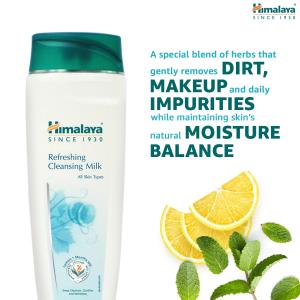 Himalaya
SINCE 1930
A special blend of herbs that
gently removes DIRT,
MAKEUP and daily
IMPURITIES
while maintaining skin's
natural MOISTURE
BALANCE
Himalaya
SINCE 1930
Refreshing
Cleansing Milk
All Skin Types